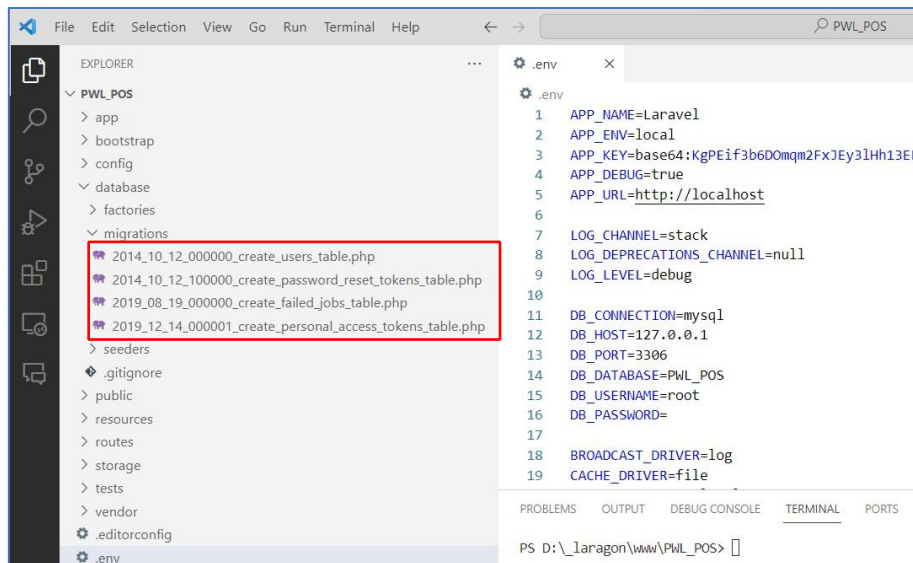 File Edit Selection View Go Run Terminal Help
PWL_POS
EXPLORER
PWL_POS
app
bootstrap
config
database
factories
migrations
2014_10_12_000000_create_users_table.php
2014_10_12_100000_create_password_reset_tokens_table.php
2019_08_19_000000_create_failed_jobs_table.php
2019_12_14_000001_create_personal_access_tokens_table.php
seeders
.gitignore
public
resources
routes
storage
tests
vendor
.editorconfig
.env
.env
.env
1 APP_NAME=Laravel
2 APP_ENV=local
3 APP_KEY=base64:KgPEif3b6DOmqm2FxJEy3lHh13E
4 APP_DEBUG=true
5 APP_URL=http://localhost
6
7 LOG_CHANNEL=stack
8 LOG_DEPRECATIONS_CHANNEL=null
9 LOG_LEVEL=debug
10
11 DB_CONNECTION=mysql
12 DB_HOST=127.0.0.1
13 DB_PORT=3306
14 DB_DATABASE=PWL_POS
15 DB_USERNAME=root
16 DB_PASSWORD=
17
18 BROADCAST_DRIVER=log
19 CACHE_DRIVER=file
PROBLEMS OUTPUT DEBUG CONSOLE TERMINAL PORTS
PS D:\_laragon\www\PWL_POS>